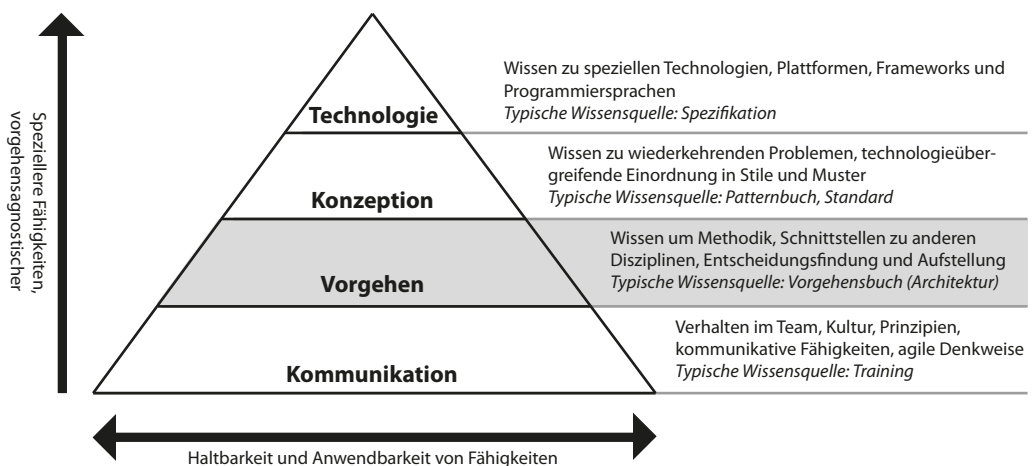 Speziellere Fähigkeiten,
vorgehensagnostischer
Technologie
Wissen zu speziellen Technologien, Plattformen, Frameworks und
Programmiersprachen
Typische Wissensquelle: Spezifikation
Konzeption
Wissen zu wiederkehrenden Problemen, technologieüber-
greifende Einordnung in Stile und Muster
Typische Wissensquelle: Patternbuch, Standard
Vorgehen
Wissen um Methodik, Schnittstellen zu anderen
Disziplinen, Entscheidungsfindung und Aufstellung
Typische Wissensquelle: Vorgehensbuch (Architektur)
Kommunikation
Verhalten im Team, Kultur, Prinzipien,
kommunikative Fähigkeiten, agile Denkweise
Typische Wissensquelle: Training
Haltbarkeit und Anwendbarkeit von Fähigkeiten